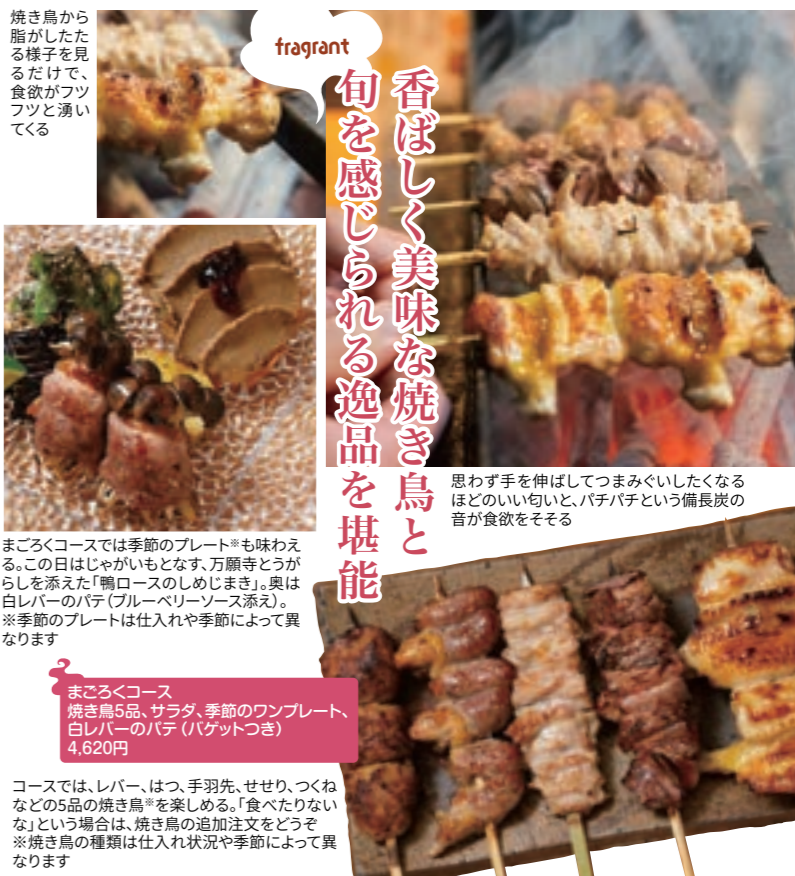 焼き鳥から
脂がしたた
る様子を見
るだけで、
食欲がフツ
フツと湧い
てくる
fragrant
香ばしく美味な焼き鳥と
旬を感じられる逸品を堪能
思わず手を伸ばしてつまみぐいしたくなる
ほどのいい匂いと、パチパチという備長炭の
音が食欲をそそる
まごろくコースでは季節のプレート※も味わえ
る。この日はじゃがいもとなす、万願寺とうが
らしを添えた「鴨ロースのしめじまき」。奥は
白レバーのパテ(ブルーベリーソース添え)。
※季節のプレートは仕入れや季節によって異
なります
まごろくコース
焼き鳥5品、サラダ、季節のワンプレート、
白レバーのパテ(バゲットつき)
4,620円
コースでは、レバー、はつ、手羽先、せせり、つくね
などの5品の焼き鳥※を楽しめる。「食べたりない
な」という場合は、焼き鳥の追加注文をどうぞ
※焼き鳥の種類は仕入れ状況や季節によって異
なります